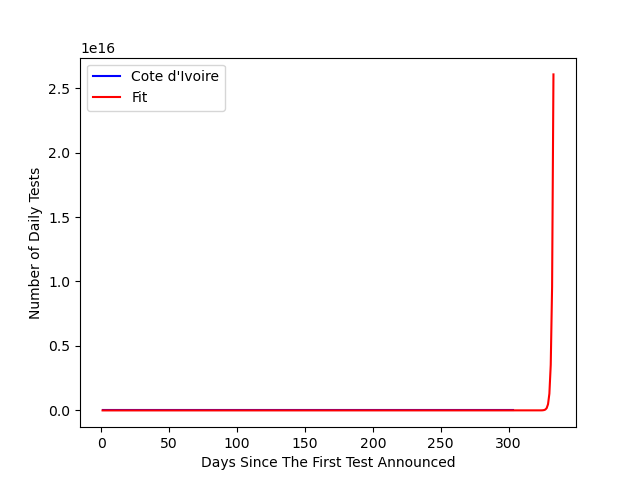 1e16
Cote d'Ivoire
Fit
2.5
2.0
1.5
1.0
0.5
0.0
Number of Daily Tests
0 50 100 150 200 250 300
Days Since The First Test Announced